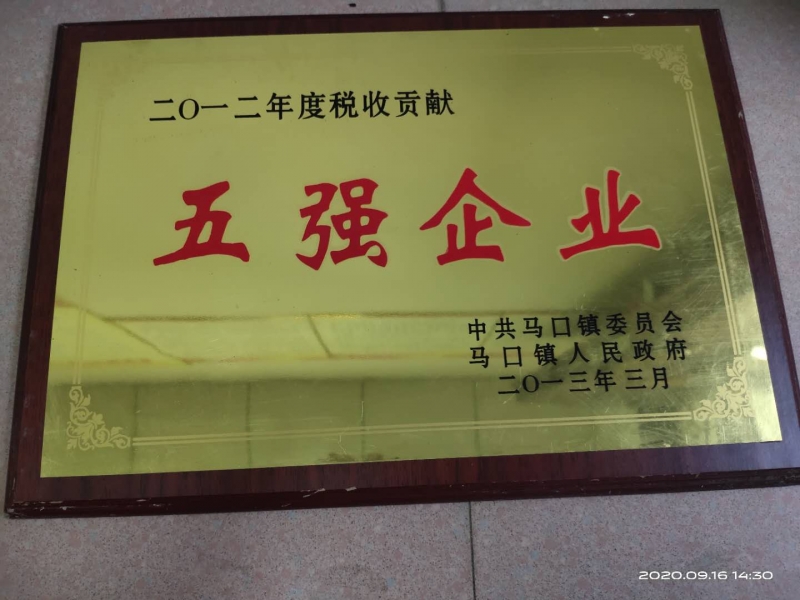 二〇一二年度税收贡献
五强企业
中共马口镇委员会
马口镇人民政府
二〇一三年三月
2020.09.16 14:30